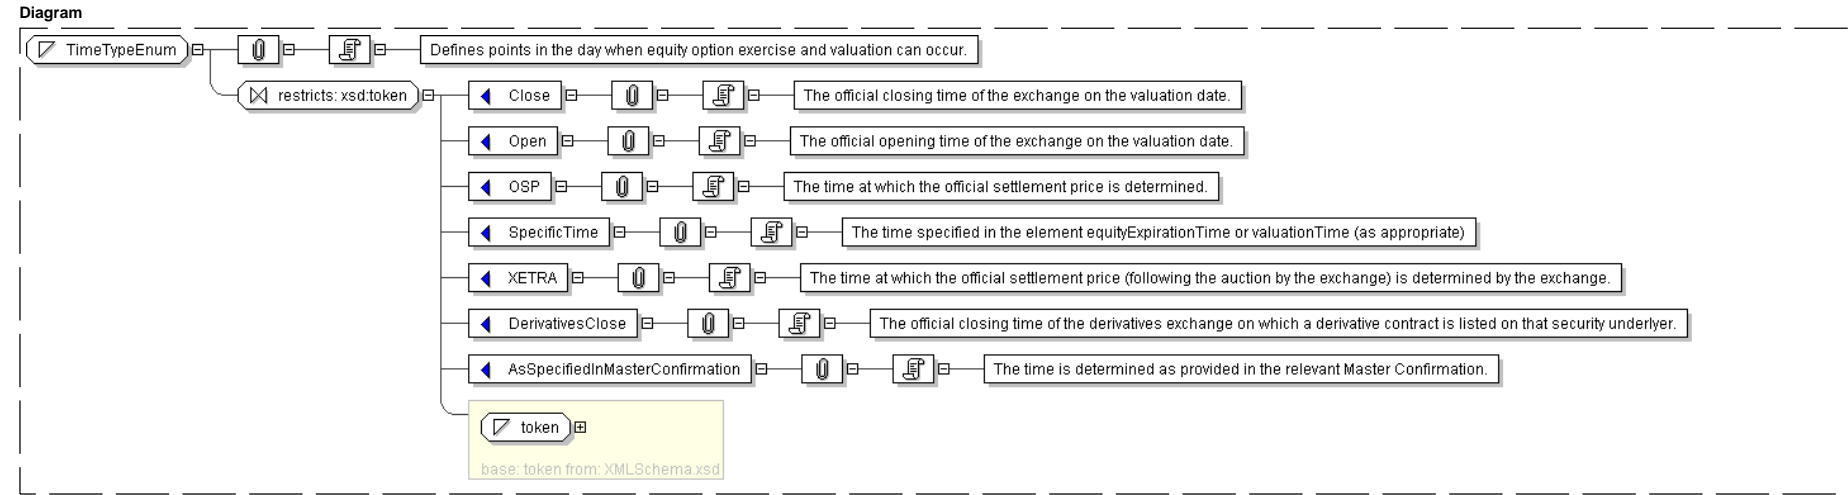 Diagram
TimeTypeEnum Defines points in the day when equity option exercise and valuation can occur.
restricts: xsd:token Close The official closing time of the exchange on the valuation date.
Open The official opening time of the exchange on the valuation date.
OSP The time at which the official settlement price is determined.
SpecificTime The time specified in the element equityExpirationTime or valuationTime (as appropriate)
XETRA The time at which the official settlement price (following the auction by the exchange) is determined by the exchange.
DerivativesClose The official closing time of the derivatives exchange on which a derivative contract is listed on that security underlyer.
AsSpecifiedInMasterConfirmation The time is determined as provided in the relevant Master Confirmation.
token
base: token from: XMLSchema.xsd